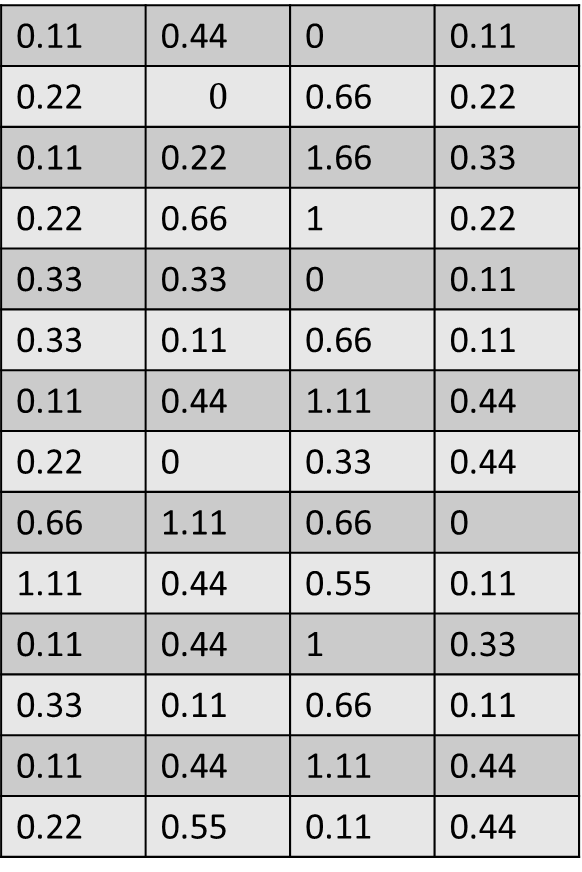 0.11 0.44 0 0.11
0.22 0 0.66 0.22
0.11 0.22 1.66 0.33
0.22 0.66 1 0.22
0.33 0.33 0 0.11
0.33 0.11 0.66 0.11
0.11 0.44 1.11 0.44
0.22 0 0.33 0.44
0.66 1.11 0.66 0
1.11 0.44 0.55 0.11
0.11 0.44 1 0.33
0.33 0.11 0.66 0.11
0.11 0.44 1.11 0.44
0.22 0.55 0.11 0.44